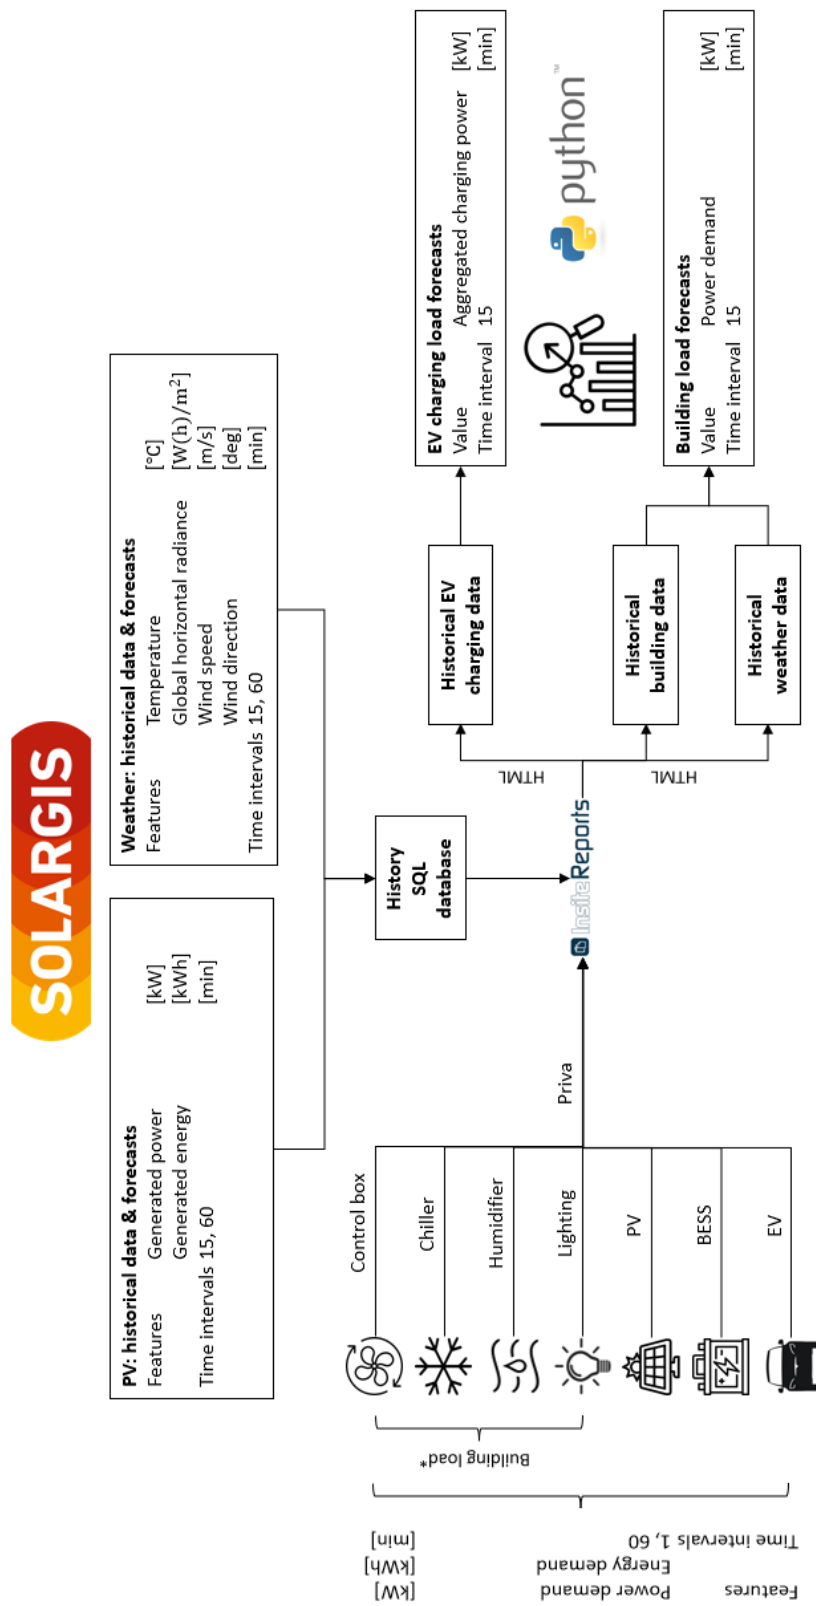 SOLARGIS
PV: historical data & forecasts
Features Generated power [kW]
Generated energy [kWh]
Time intervals 15, 60 [min]
Weather: historical data & forecasts
Features Temperature [°C]
Global horizontal radiance [W(h)/m²]
Wind speed [m/s]
Wind direction [deg]
Time intervals 15, 60 [min]
History
SQL
database
Features Power demand [kW]
Energy demand [kWh]
Time intervals 1, 60 [min]
Building load*
Control box
Chiller
Humidifier
Lighting
PV
BESS
EV
Priva
InsiteReports
HTML
HTML
Historical EV
charging data
Historical
building data
Historical
weather data
EV charging load forecasts
Value Aggregated charging power [kW]
Time interval 15 [min]
python™
Building load forecasts
Value Power demand [kW]
Time interval 15 [min]